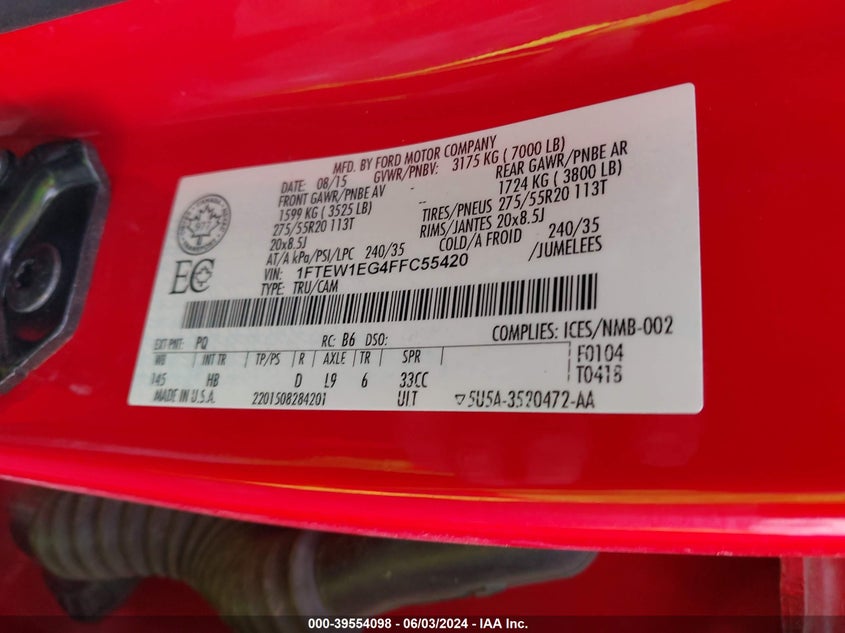 MFD. BY FORD MOTOR COMPANY
DATE: 08/15 GVWR/PNBV: 3175 KG ( 7000 LB)
FRONT GAWR/PNBE AV - REAR GAWR/PNBE AR
1599 KG ( 3525 LB) - 1724 KG ( 3800 LB)
275/55R20 113T TIRES/PNEUS 275/55R20 113T
20x8.5J RIMS/JANTES 20x8.5J
AT/A kPa/PSI/LPC 240/35 COLD/A FROID 240/35
VIN: 1FTEW1EG4FFC55420 /JUMELEES
TYPE: TRU/CAM
EC
EXT PNT: PQ RC: B6 DSO: COMPLIES: ICES/NMB-002
WB INT TR TP/PS R AXLE TR SPR F0104
145 HB D L9 6 33CC T0418
MADE IN U.S.A. 2201508284201 UIT ▽5U5A-3520472-AA
000-39554098 - 06/03/2024 - IAA Inc.